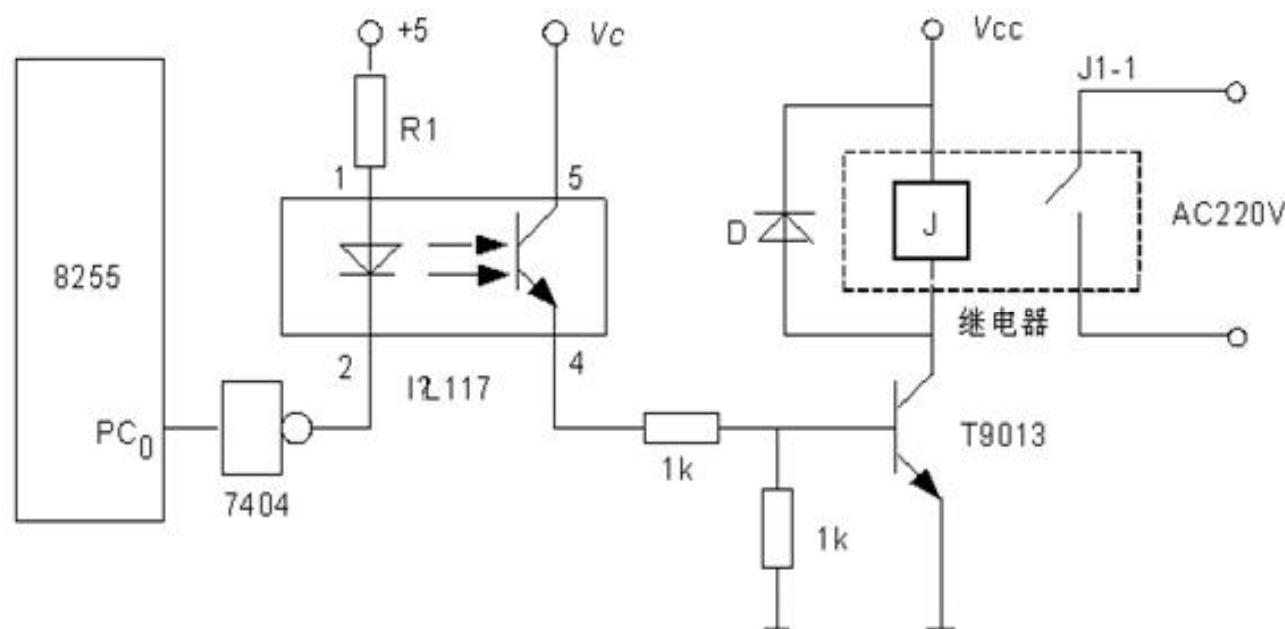 +5
Vc
Vcc
J1-1
R1
1
5
8255
D
J
AC220V
继电器
2
4
I?L117
PC0
T9013
7404
1k
1k